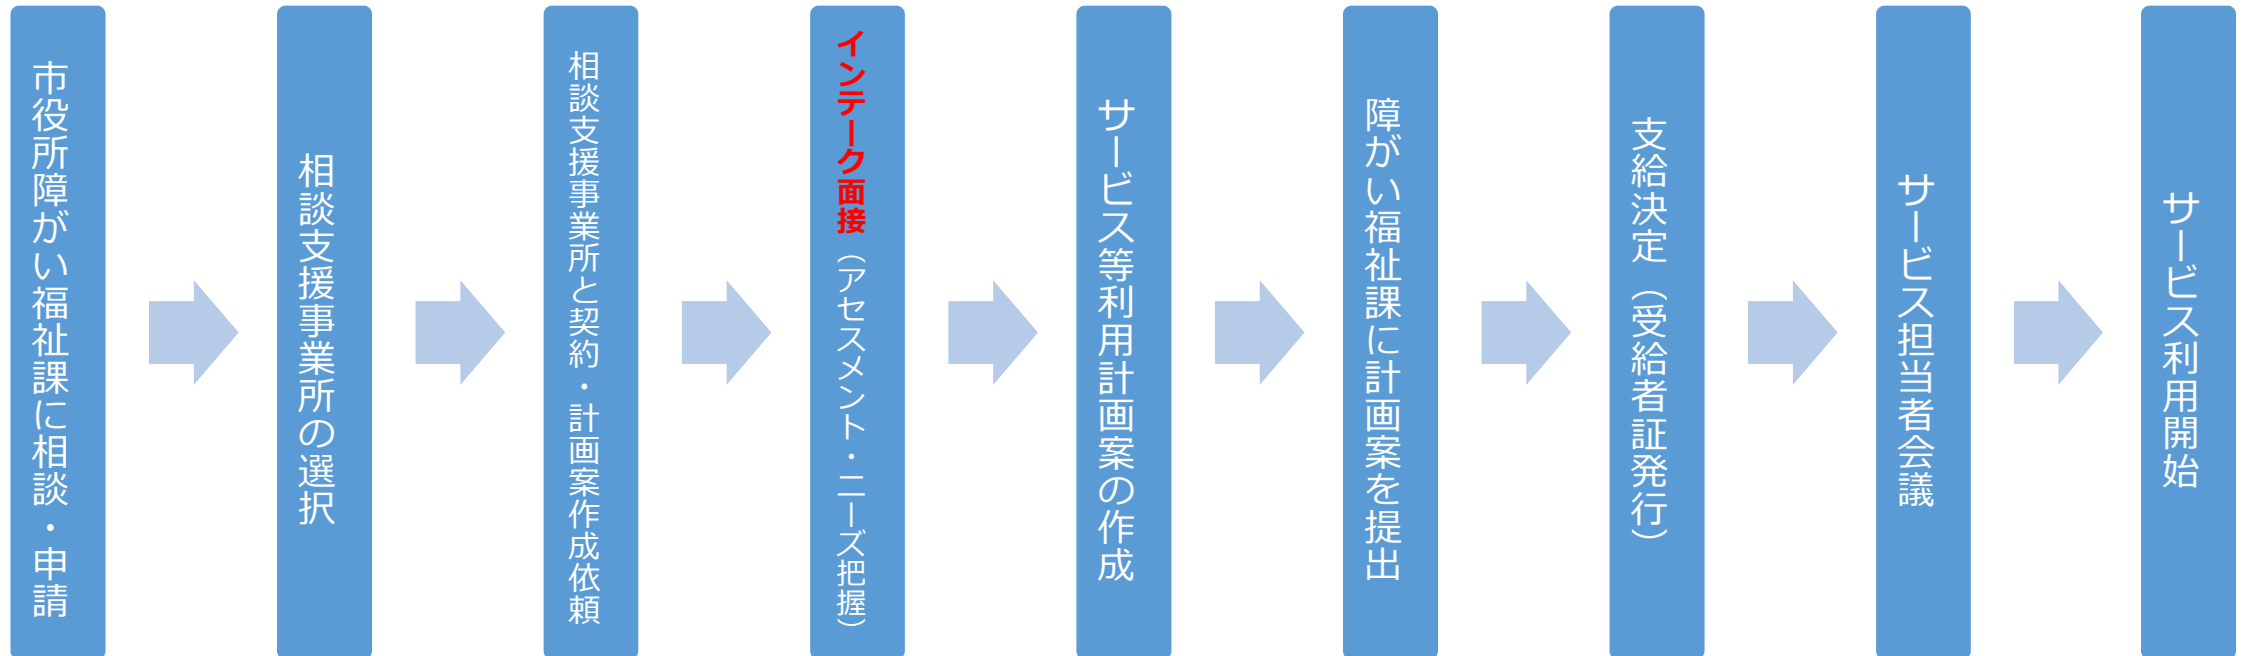 市役所障がい福祉課に相談・申請
相談支援事業所の選択
相談支援事業所と契約・計画案作成依頼
インテーク面接（アセスメント・ニーズ把握）
サービス等利用計画案の作成
障がい福祉課に計画案を提出
支給決定（受給者証発行）
サービス担当者会議
サービス利用開始